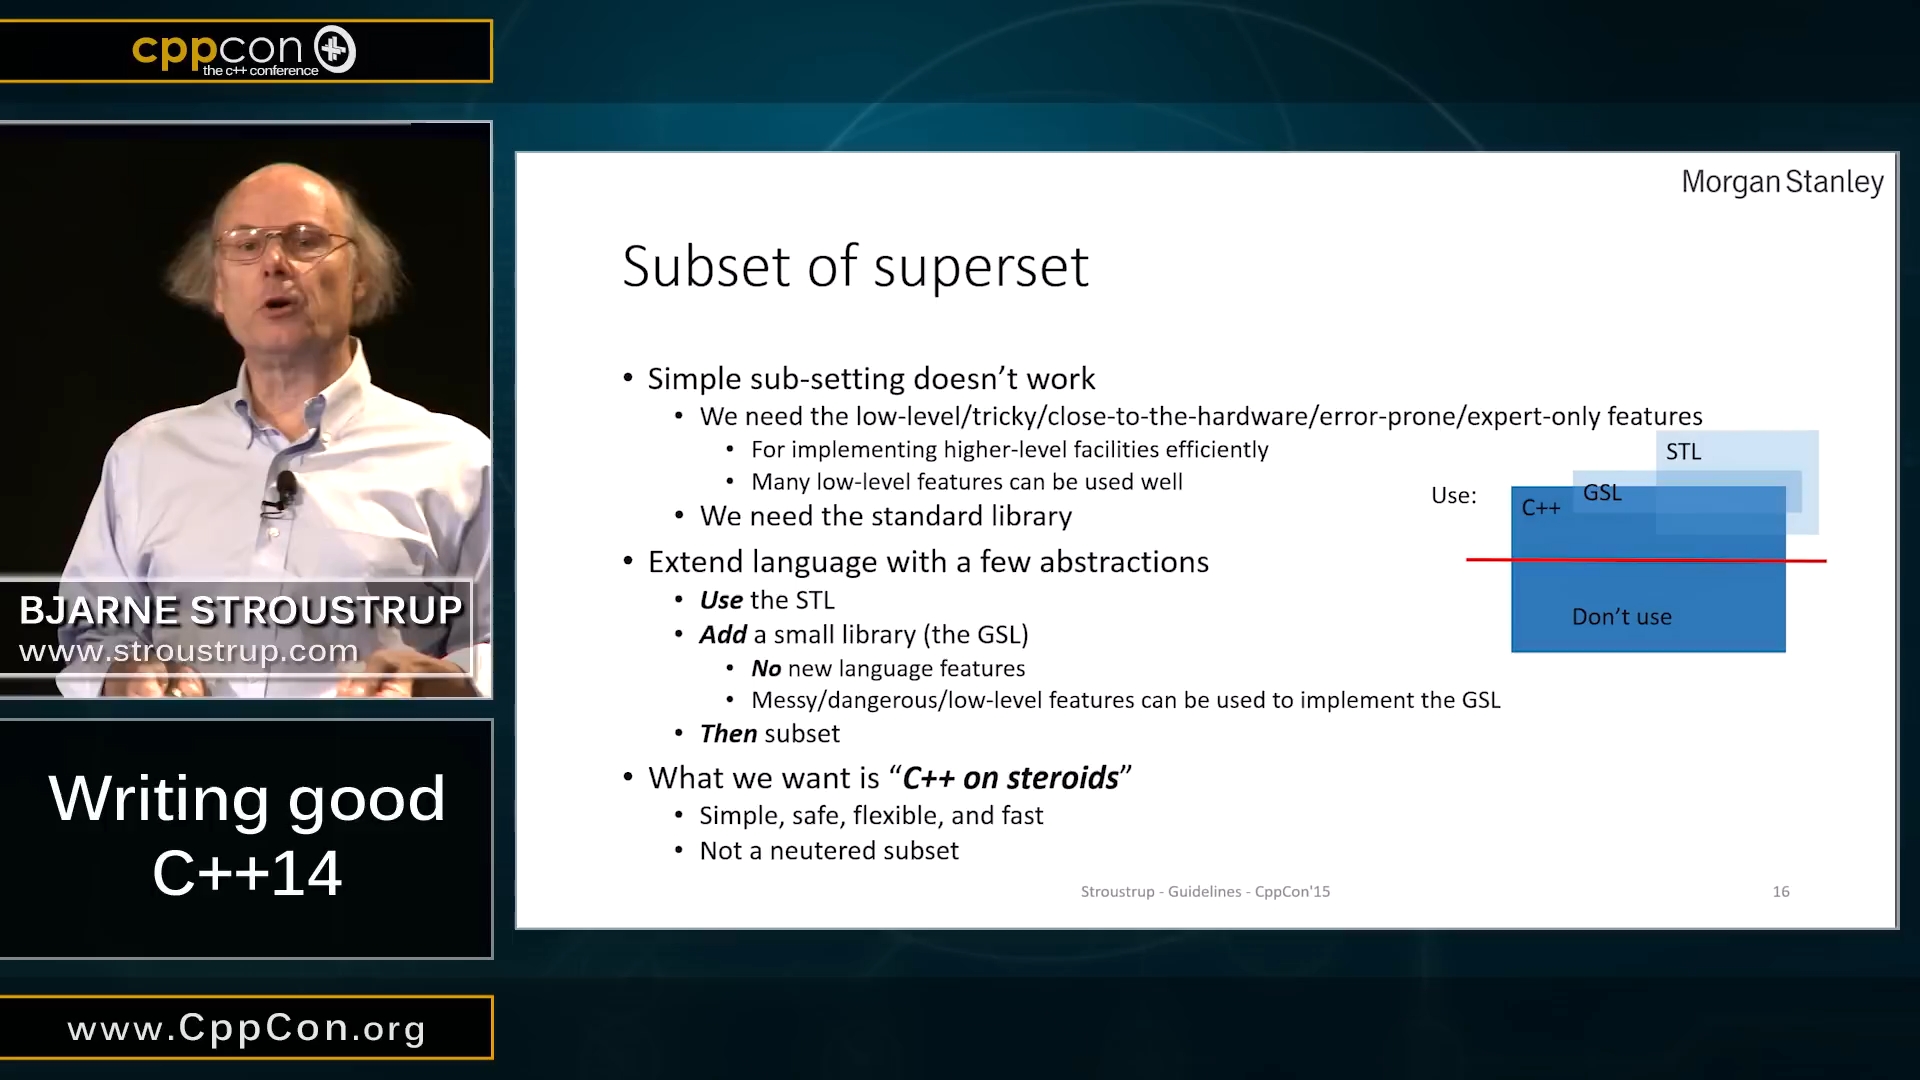 cppcon
the c++ conference
BJARNE STROUSTRUP
www.stroustrup.com
Writing good
C++14
www.CppCon.org
Morgan Stanley
Subset of superset
• Simple sub-setting doesn’t work
• We need the low-level/tricky/close-to-the-hardware/error-prone/expert-only features
• For implementing higher-level facilities efficiently
• Many low-level features can be used well
• We need the standard library
• Extend language with a few abstractions
• Use the STL
• Add a small library (the GSL)
• No new language features
• Messy/dangerous/low-level features can be used to implement the GSL
• Then subset
• What we want is “C++ on steroids”
• Simple, safe, flexible, and fast
• Not a neutered subset
Use:
STL
GSL
C++
Don’t use
Stroustrup - Guidelines - CppCon'15
16